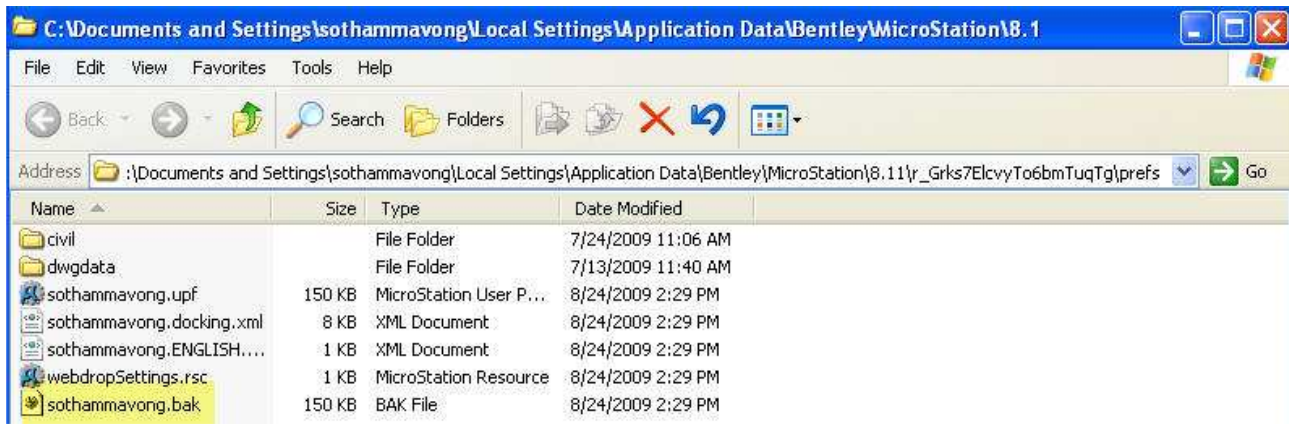 C:\Documents and Settings\sothammavong\Local Settings\Application Data\Bentley\MicroStation\8.1
File Edit View Favorites Tools Help
Back Search Folders
Address :\Documents and Settings\sothammavong\Local Settings\Application Data\Bentley\MicroStation\8.11\r_Grks7ElcvyTo6bmTuqTg\prefs Go
Name Size Type Date Modified
civil File Folder 7/24/2009 11:06 AM
dwgdata File Folder 7/13/2009 11:40 AM
sothammavong.upf 150 KB MicroStation User P... 8/24/2009 2:29 PM
sothammavong.docking.xml 8 KB XML Document 8/24/2009 2:29 PM
sothammavong.ENGLISH.... 1 KB XML Document 8/24/2009 2:29 PM
webdropSettings.rsc 1 KB MicroStation Resource 8/24/2009 2:29 PM
sothammavong.bak 150 KB BAK File 8/24/2009 2:29 PM